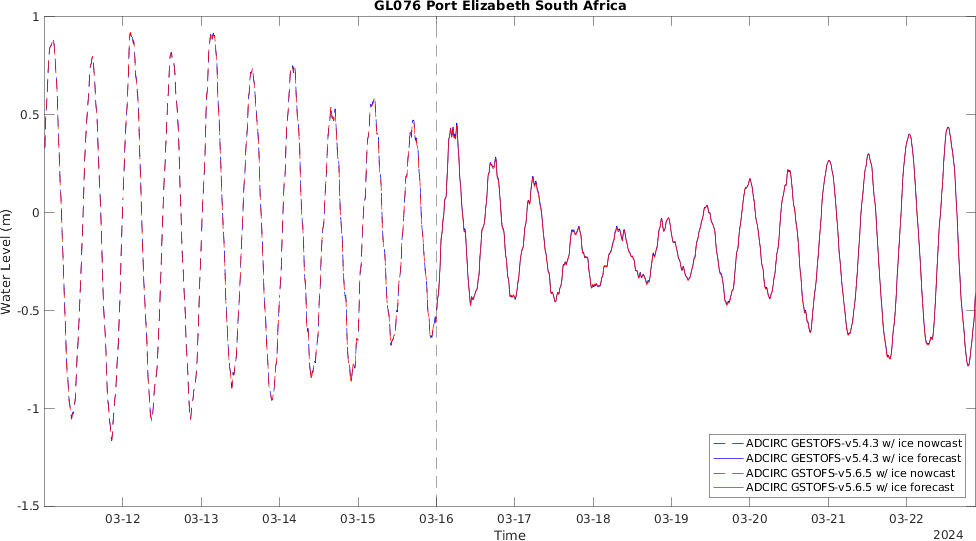 GL076 Port Elizabeth South Africa
1
0.5
0
-0.5
-1
-1.5
Water Level (m)
ADCIRC GESTOFS-v5.4.3 w/ ice nowcast
ADCIRC GESTOFS-v5.4.3 w/ ice forecast
ADCIRC GSTOFS-v5.6.5 w/ ice nowcast
ADCIRC GSTOFS-v5.6.5 w/ ice forecast
03-12 03-13 03-14 03-15 03-16 03-17 03-18 03-19 03-20 03-21 03-22
Time
2024